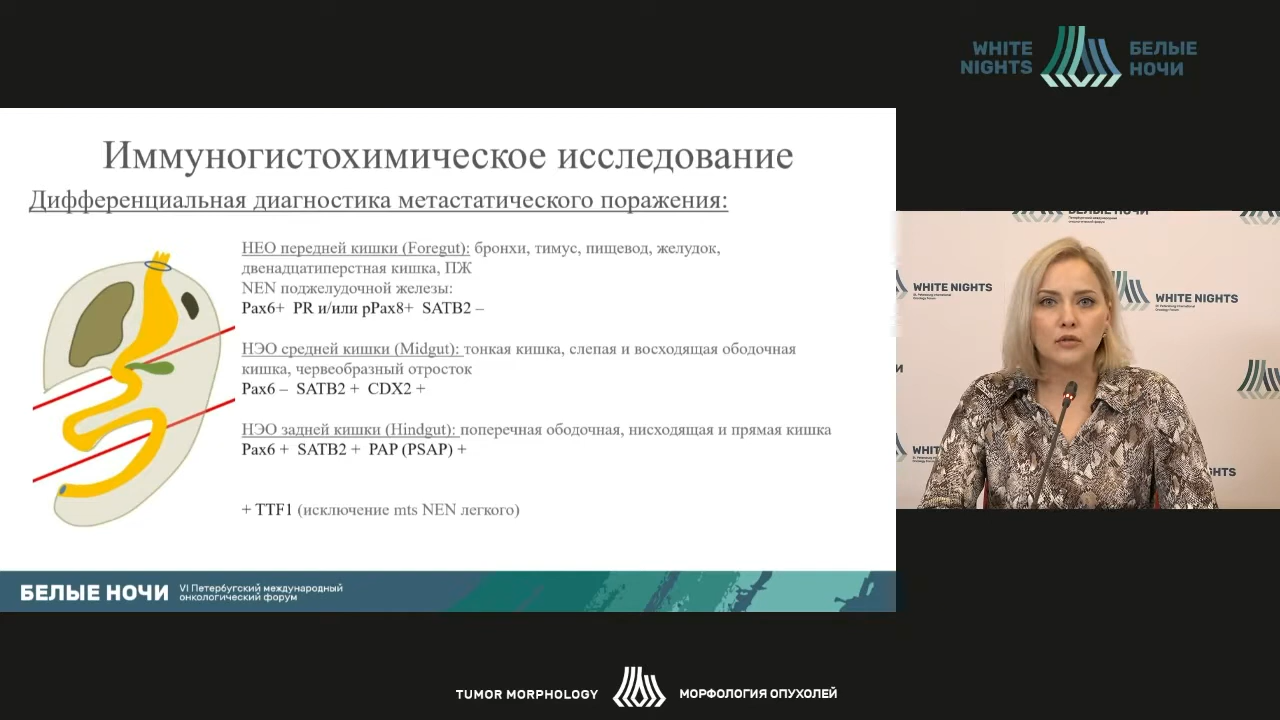 WHITE
NIGHTS
БЕЛЫЕ
НОЧИ
Иммуногистохимическое исследование
Дифференциальная диагностика метастатического поражения:
НЕО передней кишки (Foregut): бронхи, тимус, пищевод, желудок,
двенадцатиперстная кишка, ПЖ
NEN поджелудочной железы:
Pax6+ PR и/или pPax8+ SATB2 –
НЭО средней кишки (Midgut): тонкая кишка, слепая и восходящая ободочная
кишка, червеобразный отросток
Pax6 – SATB2 + CDX2 +
НЭО задней кишки (Hindgut): поперечная ободочная, нисходящая и прямая кишка
Pax6 + SATB2 + PAP (PSAP) +
+ TTF1 (исключение mts NEN легкого)
БЕЛЫЕ НОЧИ
VI Петербугский международный
онкологический форум
БЕЛЫЕ НОЧИ
WHITE NIGHTS
WHITE NIGHTS
TUMOR MORPHOLOGY
МОРФОЛОГИЯ ОПУХОЛЕЙ